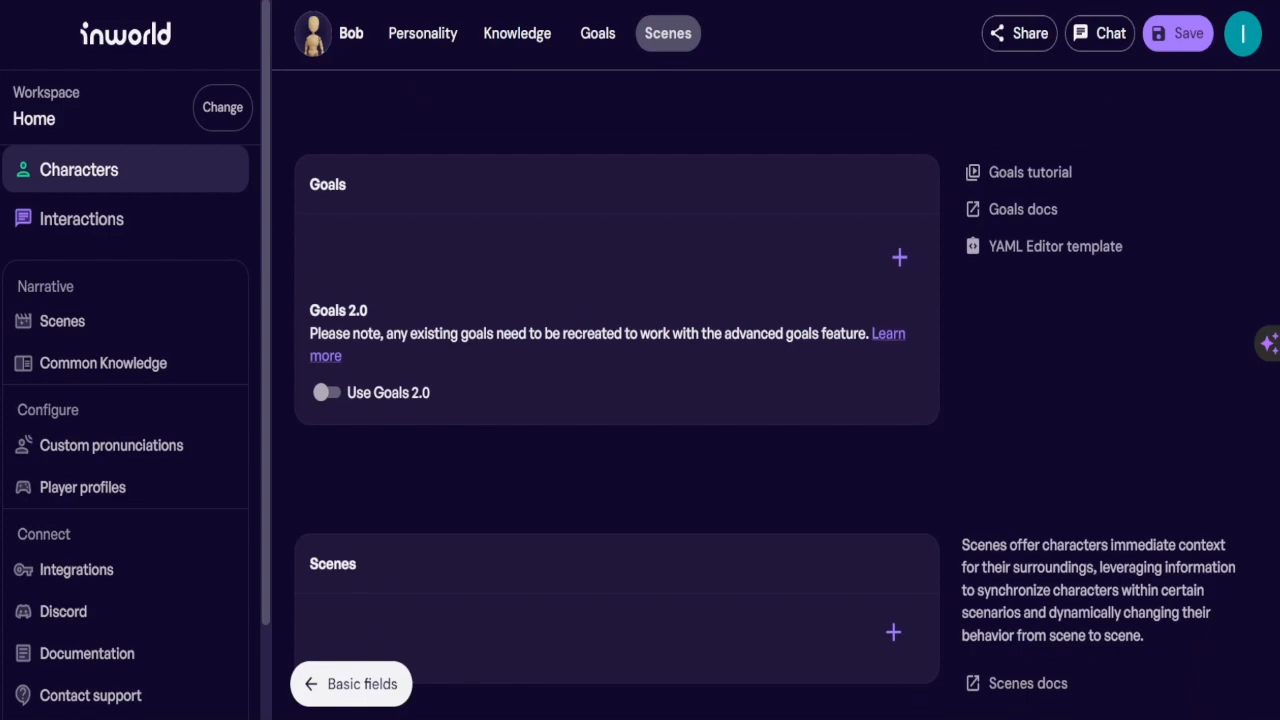 inworld
Bob
Personality
Knowledge
Goals
Scenes
Share
Chat
Save
I
Workspace
Home
Change
Characters
Interactions
Narrative
Scenes
Common Knowledge
Configure
Custom pronunciations
Player profiles
Connect
Integrations
Discord
Documentation
Contact support
Goals
+
Goals 2.0
Please note, any existing goals need to be recreated to work with the advanced goals feature. Learn
more
Use Goals 2.0
Goals tutorial
Goals docs
YAML Editor template
Scenes
+
Basic fields
Scenes offer characters immediate context
for their surroundings, leveraging information
to synchronize characters within certain
scenarios and dynamically changing their
behavior from scene to scene.
Scenes docs